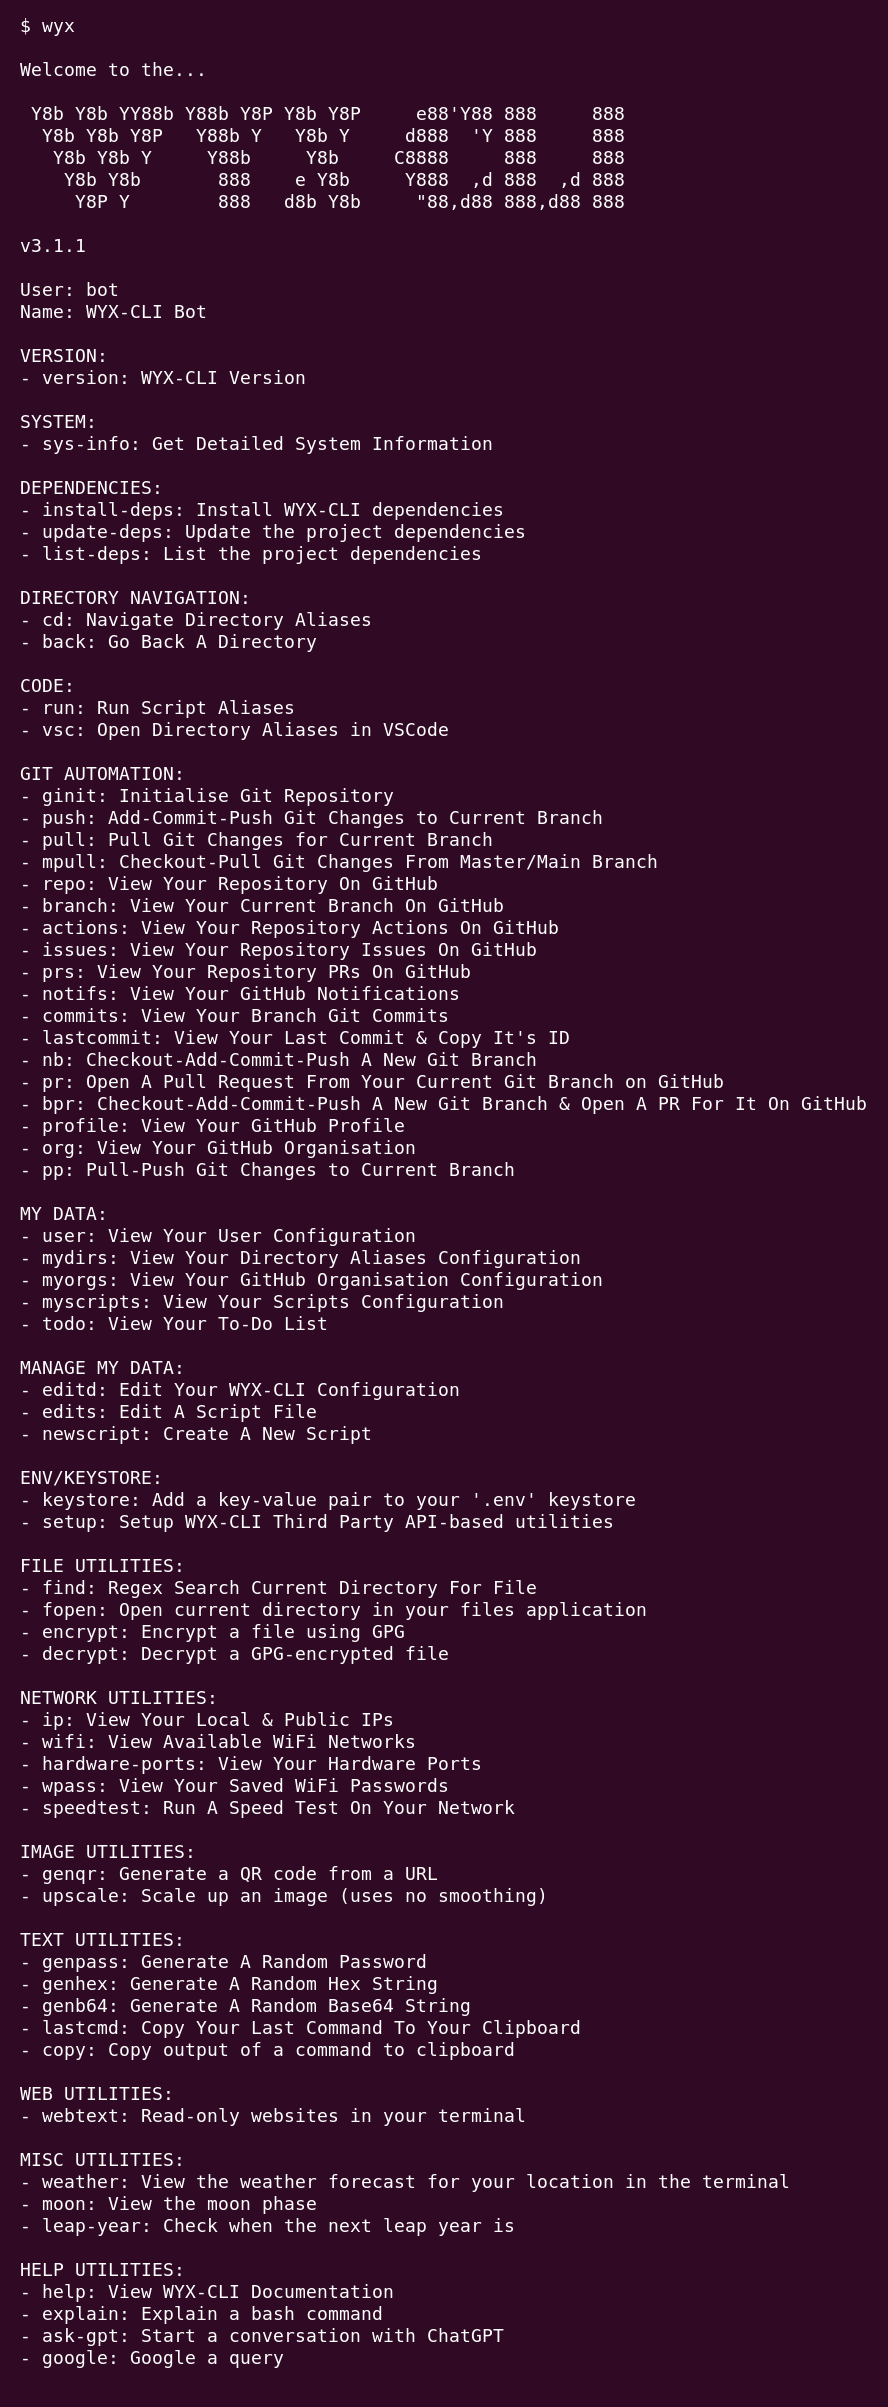 $ wyx

Welcome to the...

 Y8b Y8b YY88b Y88b Y8P Y8b Y8P     e88'Y88 888     888
  Y8b Y8b Y8P   Y88b Y   Y8b Y     d888  'Y 888     888
   Y8b Y8b Y     Y88b     Y8b     C8888     888     888
    Y8b Y8b       888    e Y8b     Y888  ,d 888  ,d 888
     Y8P Y        888   d8b Y8b     "88,d88 888,d88 888

v3.1.1

User: bot
Name: WYX-CLI Bot

VERSION:
- version: WYX-CLI Version

SYSTEM:
- sys-info: Get Detailed System Information

DEPENDENCIES:
- install-deps: Install WYX-CLI dependencies
- update-deps: Update the project dependencies
- list-deps: List the project dependencies

DIRECTORY NAVIGATION:
- cd: Navigate Directory Aliases
- back: Go Back A Directory

CODE:
- run: Run Script Aliases
- vsc: Open Directory Aliases in VSCode

GIT AUTOMATION:
- ginit: Initialise Git Repository
- push: Add-Commit-Push Git Changes to Current Branch
- pull: Pull Git Changes for Current Branch
- mpull: Checkout-Pull Git Changes From Master/Main Branch
- repo: View Your Repository On GitHub
- branch: View Your Current Branch On GitHub
- actions: View Your Repository Actions On GitHub
- issues: View Your Repository Issues On GitHub
- prs: View Your Repository PRs On GitHub
- notifs: View Your GitHub Notifications
- commits: View Your Branch Git Commits
- lastcommit: View Your Last Commit & Copy It's ID
- nb: Checkout-Add-Commit-Push A New Git Branch
- pr: Open A Pull Request From Your Current Git Branch on GitHub
- bpr: Checkout-Add-Commit-Push A New Git Branch & Open A PR For It On GitHub
- profile: View Your GitHub Profile
- org: View Your GitHub Organisation
- pp: Pull-Push Git Changes to Current Branch

MY DATA:
- user: View Your User Configuration
- mydirs: View Your Directory Aliases Configuration
- myorgs: View Your GitHub Organisation Configuration
- myscripts: View Your Scripts Configuration
- todo: View Your To-Do List

MANAGE MY DATA:
- editd: Edit Your WYX-CLI Configuration
- edits: Edit A Script File
- newscript: Create A New Script

ENV/KEYSTORE:
- keystore: Add a key-value pair to your '.env' keystore
- setup: Setup WYX-CLI Third Party API-based utilities

FILE UTILITIES:
- find: Regex Search Current Directory For File
- fopen: Open current directory in your files application
- encrypt: Encrypt a file using GPG
- decrypt: Decrypt a GPG-encrypted file

NETWORK UTILITIES:
- ip: View Your Local & Public IPs
- wifi: View Available WiFi Networks
- hardware-ports: View Your Hardware Ports
- wpass: View Your Saved WiFi Passwords
- speedtest: Run A Speed Test On Your Network

IMAGE UTILITIES:
- genqr: Generate a QR code from a URL
- upscale: Scale up an image (uses no smoothing)

TEXT UTILITIES:
- genpass: Generate A Random Password
- genhex: Generate A Random Hex String
- genb64: Generate A Random Base64 String
- lastcmd: Copy Your Last Command To Your Clipboard
- copy: Copy output of a command to clipboard

WEB UTILITIES:
- webtext: Read-only websites in your terminal

MISC UTILITIES:
- weather: View the weather forecast for your location in the terminal
- moon: View the moon phase
- leap-year: Check when the next leap year is

HELP UTILITIES:
- help: View WYX-CLI Documentation
- explain: Explain a bash command
- ask-gpt: Start a conversation with ChatGPT
- google: Google a query